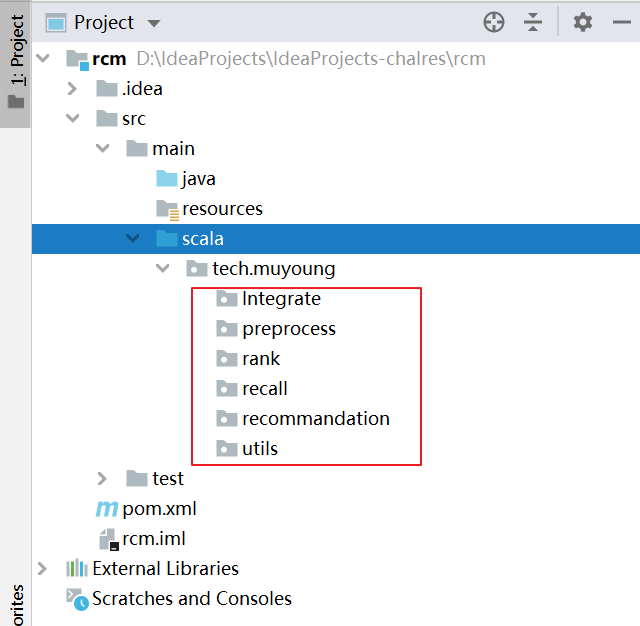 Project
1: Project
rcm D:\IdeaProjects\IdeaProjects-chalres\rcm
.idea
src
main
java
resources
scala
tech.muyoung
Integrate
preprocess
rank
recall
recommandation
utils
test
pom.xml
rcm.iml
External Libraries
Scratches and Consoles
orites